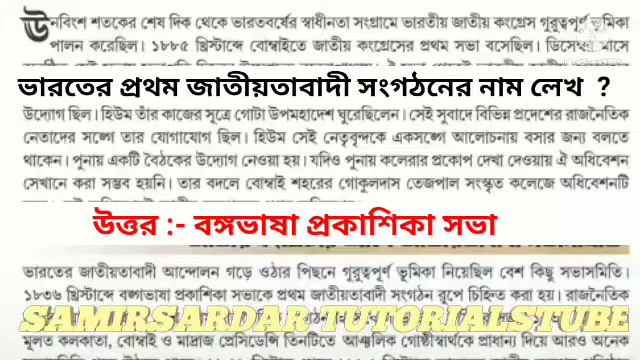 ঊনবিংশ শতকের শেষ দিক থেকে ভারতবর্ষের স্বাধীনতা সংগ্রামে ভারতীয় জাতীয় কংগ্রেস গুরুত্বপূর্ণ ভূমিকা
পালন করেছিল। ১৮৮৫ খ্রিস্টাব্দে বোম্বাইতে জাতীয় কংগ্রেসের প্রথম সভা বসেছিল। ডিসেম্বর মাসে
ভারতের প্রথম জাতীয়তাবাদী সংগঠনের নাম লেখ ?
উদ্যোগ ছিল। হিউম তাঁর কাজের সূত্রে গোটা উপমহাদেশ ঘুরেছিলেন। সেই সুবাদে বিভিন্ন প্রদেশের রাজনৈতিক
নেতাদের সঙ্গে তার যোগাযোগ ছিল। হিউম সেই নেতৃবৃন্দকে একসঙ্গে আলোচনায় বসার জন্য বলতে
থাকেন। পুনায় একটি বৈঠকের উদ্যোগ নেওয়া হয়। যদিও পুনায় কলেরার প্রকোপ দেখা দেওয়ায় ঐ অধিবেশন
সেখানে করা সম্ভব হয়নি। তার বদলে বোম্বাই শহরের গোকুলদাস তেজপাল সংস্কৃত কলেজে অধিবেশনটি
উত্তর :- বঙ্গভাষা প্রকাশিকা সভা
ভারতের জাতীয়তাবাদী আন্দোলন গড়ে ওঠার পিছনে গুরুত্বপূর্ণ ভূমিকা নিয়েছিল বেশ কিছু সভাসমিতি।
১৮৩৬ খ্রিস্টাব্দে বঙ্গভাষা প্রকাশিকা সভাকে প্রথম জাতীয়তাবাদী সংগঠন রূপে চিহ্নিত করা হয়। রাজনৈতিক
SAMIRSARDAR TUTORIALSTUBE
মূলত কলকাতা, বোম্বাই ও মাদ্রাজ প্রেসিডেন্সি তিনটিতে আঞ্চলিক গোষ্ঠীস্বার্থকে প্রাধান্য দিয়ে আরও অনেক